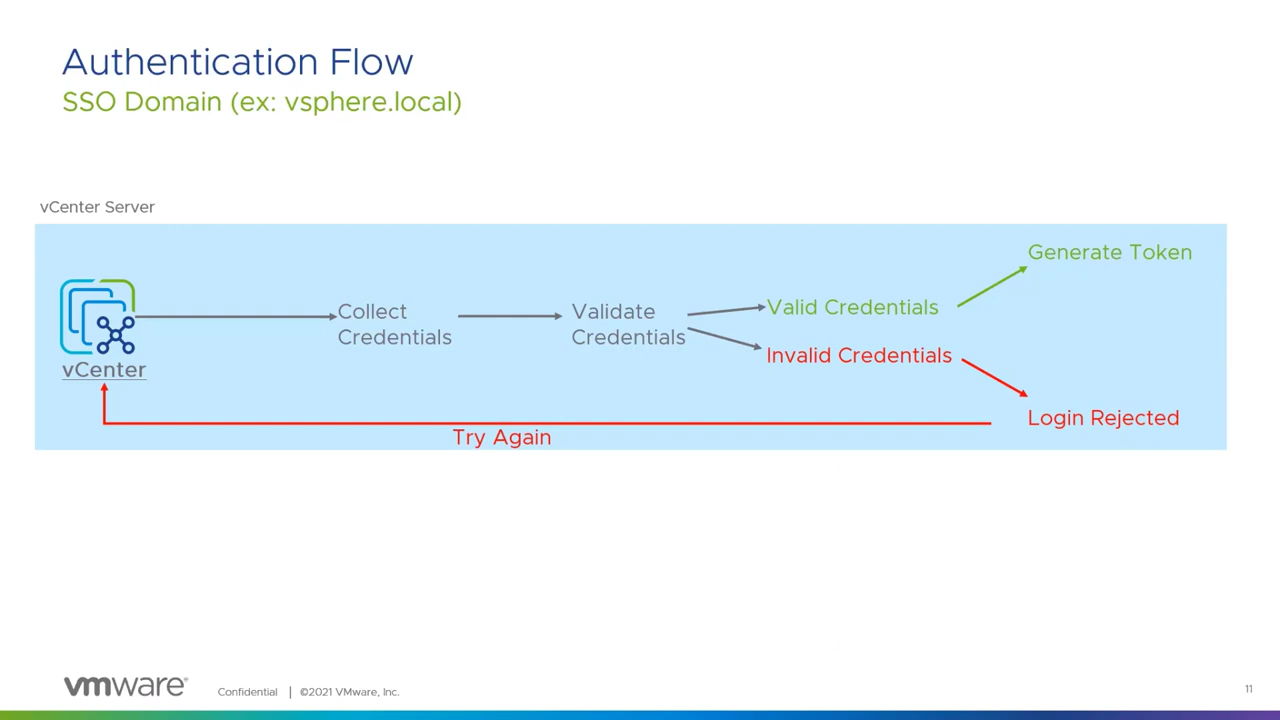 Authentication Flow
SSO Domain (ex: vsphere.local)
vCenter Server
vCenter
Collect
Credentials
Validate
Credentials
Valid Credentials
Invalid Credentials
Generate Token
Login Rejected
Try Again
vmware®
Confidential | ©2021 VMware, Inc.
11